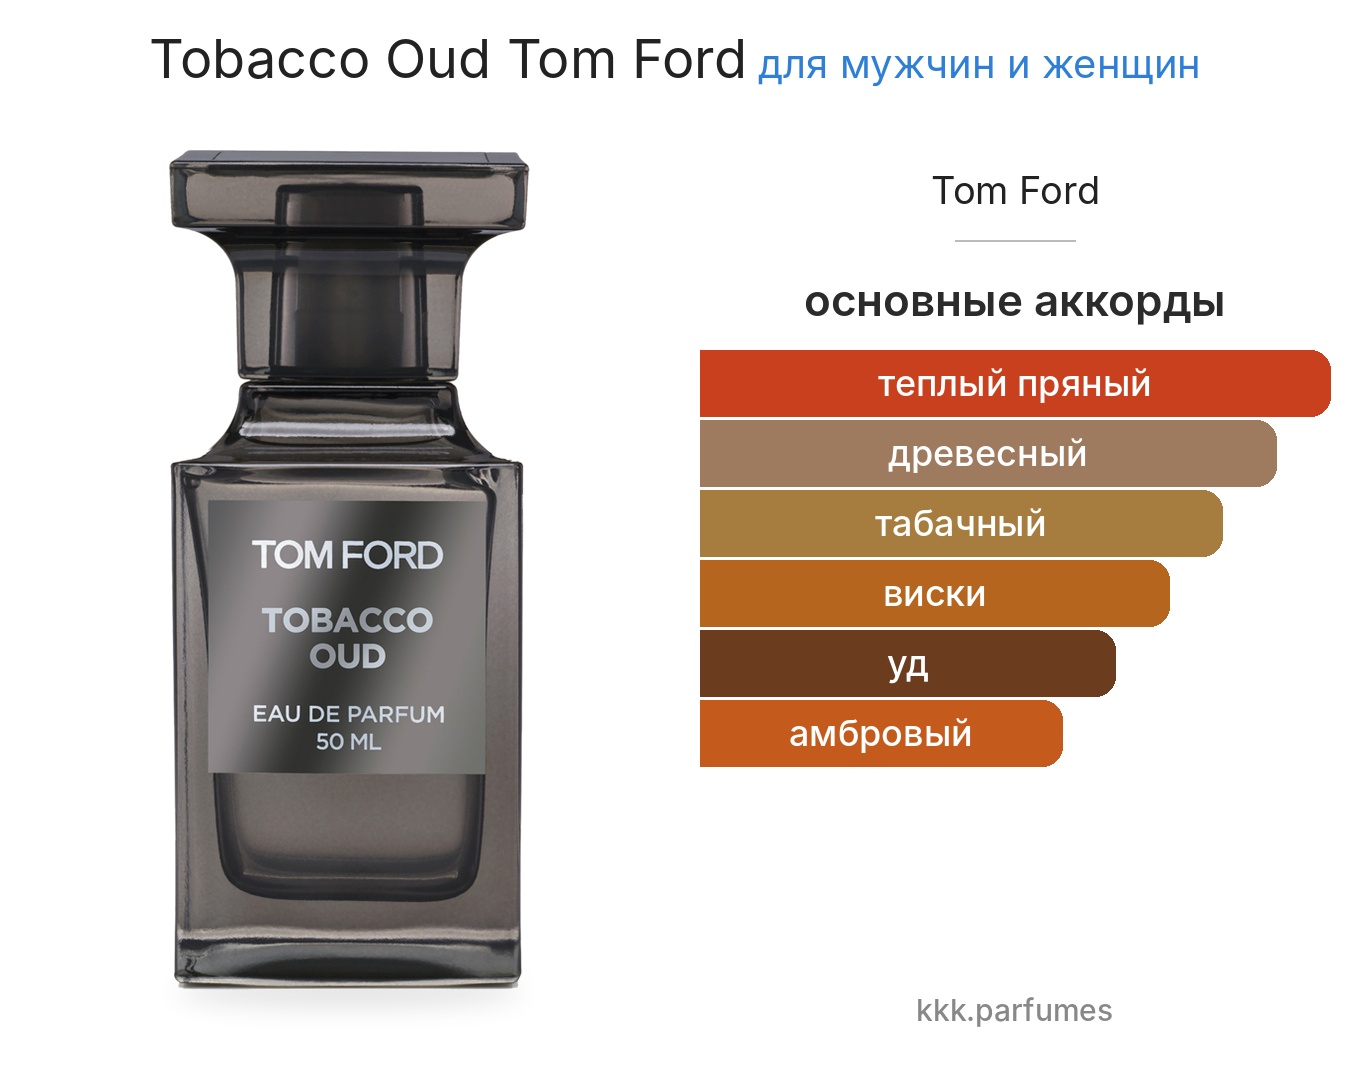 Tobacco Oud Tom Ford для мужчин и женщин
TOM FORD
TOBACCO
OUD
EAU DE PARFUM
50 ML
Tom Ford
основные аккорды
теплый пряный
древесный
табачный
виски
уд
амбровый
kkk.parfumes